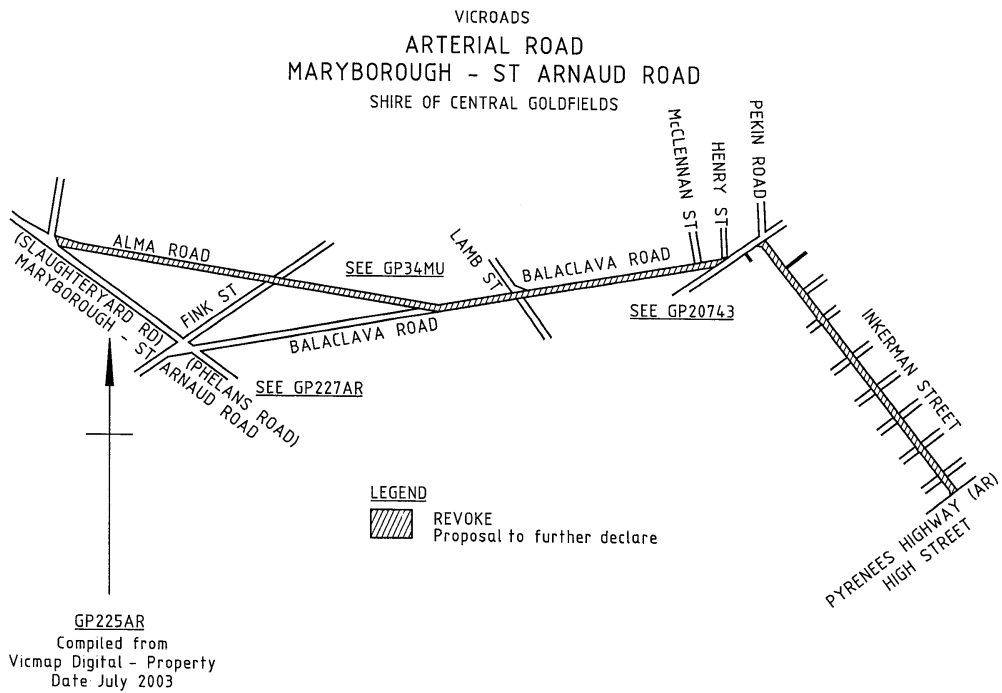 VICROADS
ARTERIAL ROAD
MARYBOROUGH - ST ARNAUD ROAD
SHIRE OF CENTRAL GOLDFIELDS
McCLENNAN ST
HENRY ST
PEKIN ROAD
ALMA ROAD
(SLAUGHTERYARD RD)
MARYBOROUGH - ST ARNAUD ROAD
FINK ST
SEE GP34MU
LAMB ST
BALACLAVA ROAD
SEE GP20743
BALACLAVA ROAD
(PHELANS ROAD)
SEE GP227AR
INKERMAN STREET
PYRENEES HIGHWAY (AR)
HIGH STREET
LEGEND
REVOKE
Proposal to further declare
GP225AR
Compiled from
Vicmap Digital - Property
Date July 2003